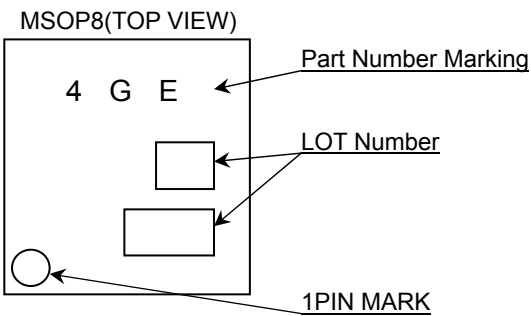 MSOP8(TOP VIEW)
Part Number Marking
4 G E
LOT Number
1PIN MARK